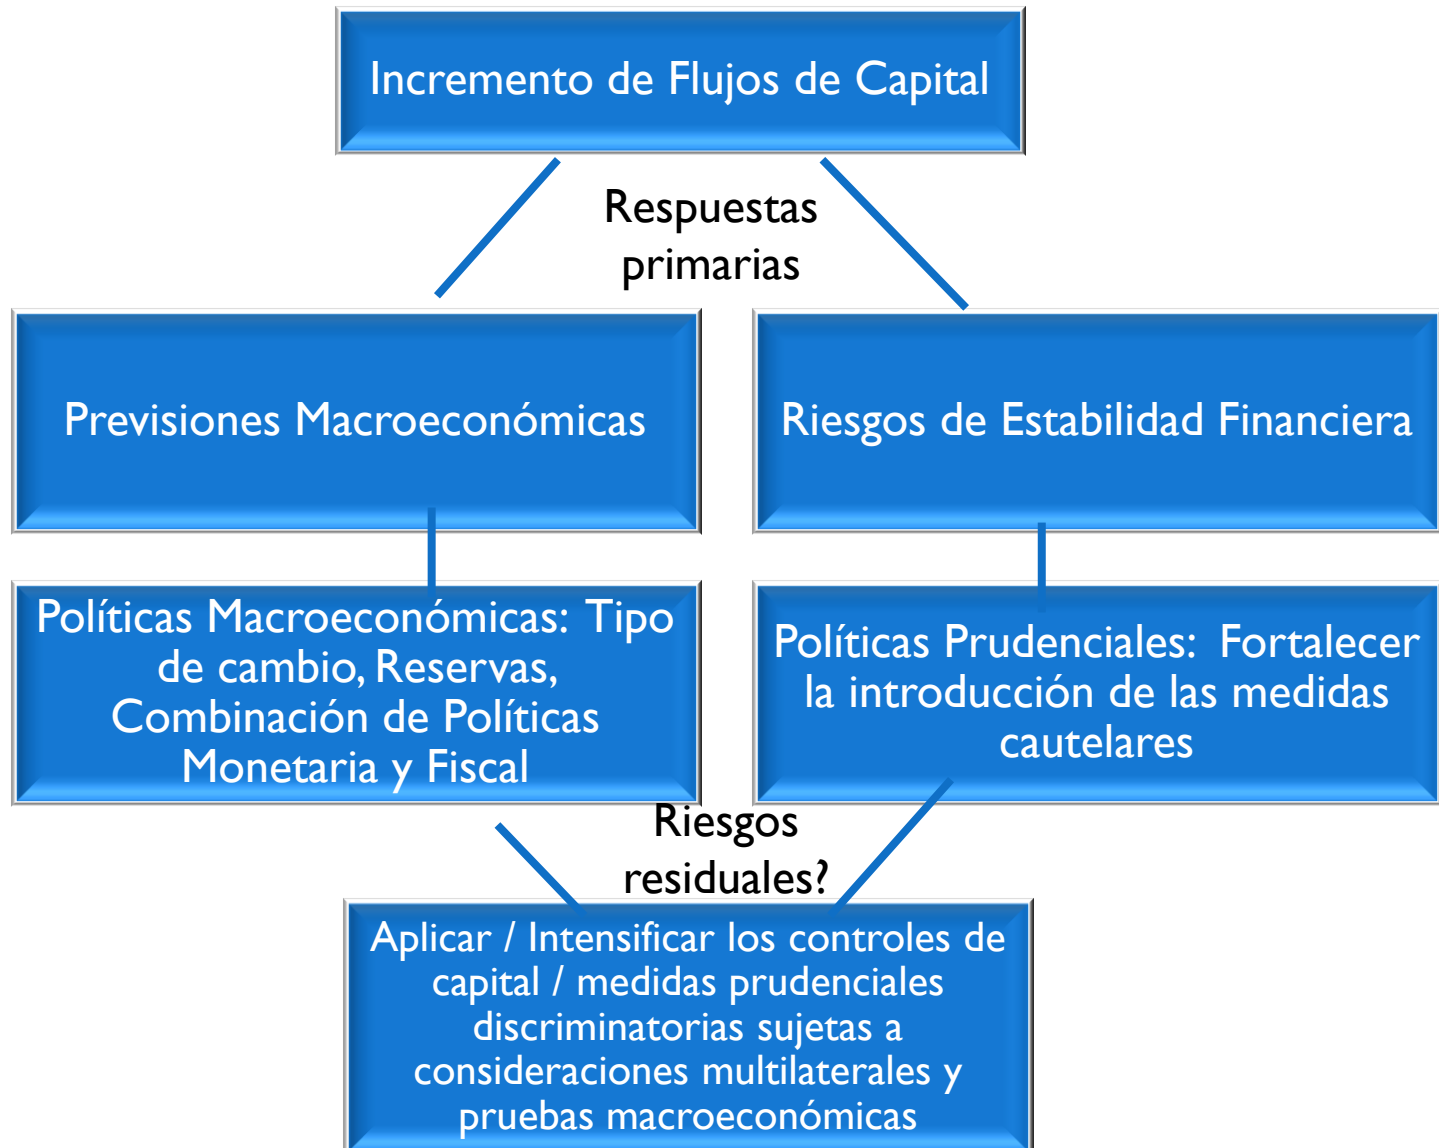 Incremento de Flujos de Capital
Respuestas
primarias
Previsiones Macroeconómicas
Riesgos de Estabilidad Financiera
Políticas Macroeconómicas: Tipo
de cambio, Reservas,
Combinación de Políticas
Monetaria y Fiscal
Políticas Prudenciales: Fortalecer
la introducción de las medidas
cautelares
Riesgos
residuales?
Aplicar / Intensificar los controles de
capital / medidas prudenciales
discriminatorias sujetas a
consideraciones multilaterales y
pruebas macroeconómicas